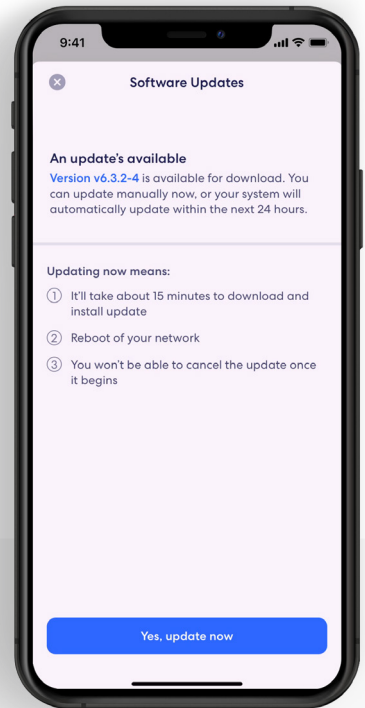 9:41
Software Updates
An update's available
Version v6.3.2-4 is available for download. You
can update manually now, or your system will
automatically update within the next 24 hours.
Updating now means:
1 It'll take about 15 minutes to download and
install update
2 Reboot of your network
3 You won't be able to cancel the update once
it begins
Yes, update now